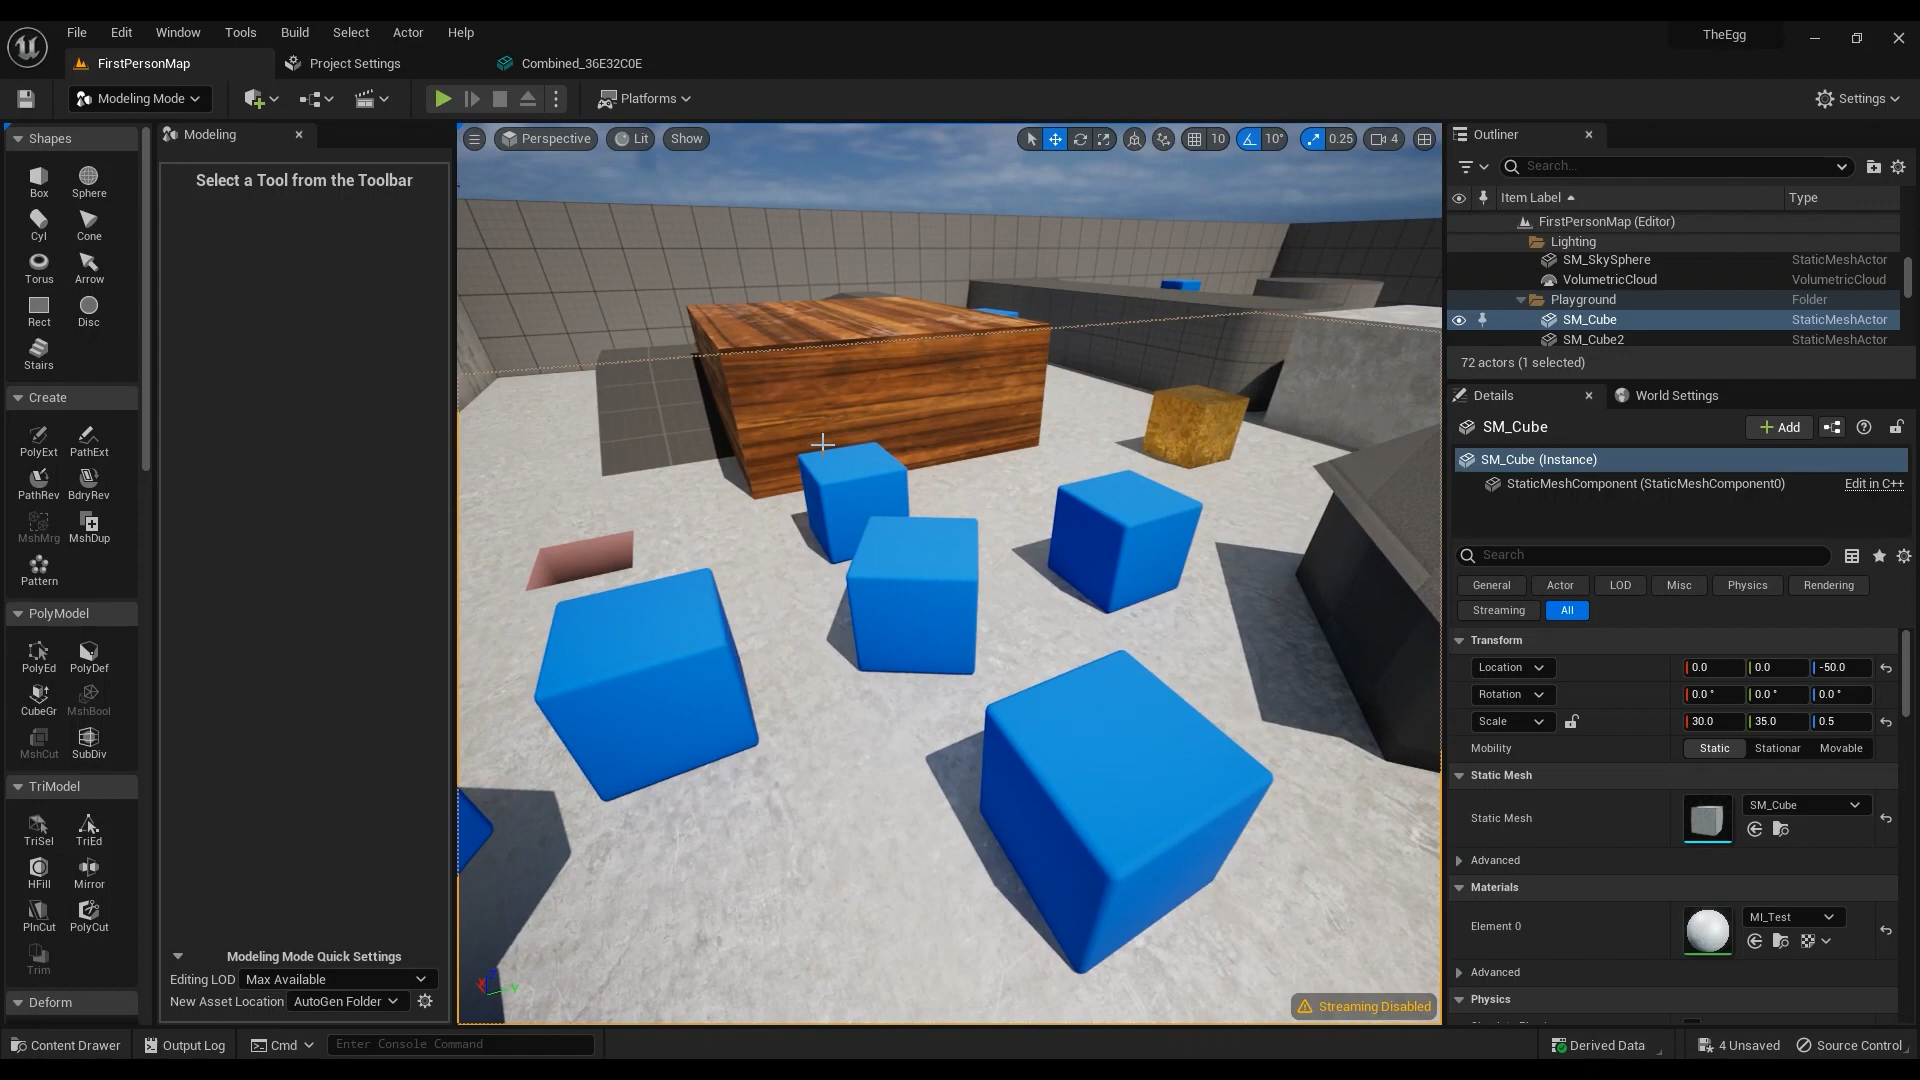 File Edit Window Tools Build Select Actor Help
TheEgg
FirstPersonMap
Project Settings
Combined_36E32C0E
Modeling Mode
Platforms
Settings
Shapes
Box Sphere
Cyl Cone
Torus Arrow
Rect Disc
Stairs
Create
PolyExt PathExt
PathRev BdryRev
MshMrg MshDup
Pattern
PolyModel
PolyEd PolyDef
CubeGr MshBool
MshCut SubDiv
TriModel
TriSel TriEd
HFill Mirror
PlnCut PolyCut
Trim
Deform
Modeling
Select a Tool from the Toolbar
Modeling Mode Quick Settings
Editing LOD Max Available
New Asset Location AutoGen Folder
Perspective Lit Show
10 10° 0.25 4
X Z Y
Streaming Disabled
Outliner
Search...
Item Label Type
FirstPersonMap (Editor)
Lighting
SM_SkySphere StaticMeshActor
VolumetricCloud VolumetricCloud
Playground Folder
SM_Cube StaticMeshActor
SM_Cube2 StaticMeshActor
72 actors (1 selected)
Details World Settings
SM_Cube Add
SM_Cube (Instance)
StaticMeshComponent (StaticMeshComponent0) Edit in C++
Search
General Actor LOD Misc Physics Rendering
Streaming All
Transform
Location 0.0 0.0 -50.0
Rotation 0.0 ° 0.0 ° 0.0 °
Scale 30.0 35.0 0.5
Mobility Static Stationar Movable
Static Mesh
Static Mesh SM_Cube
Advanced
Materials
Element 0 MI_Test
Advanced
Physics
Content Drawer Output Log Cmd Enter Console Command
Derived Data 4 Unsaved Source Control